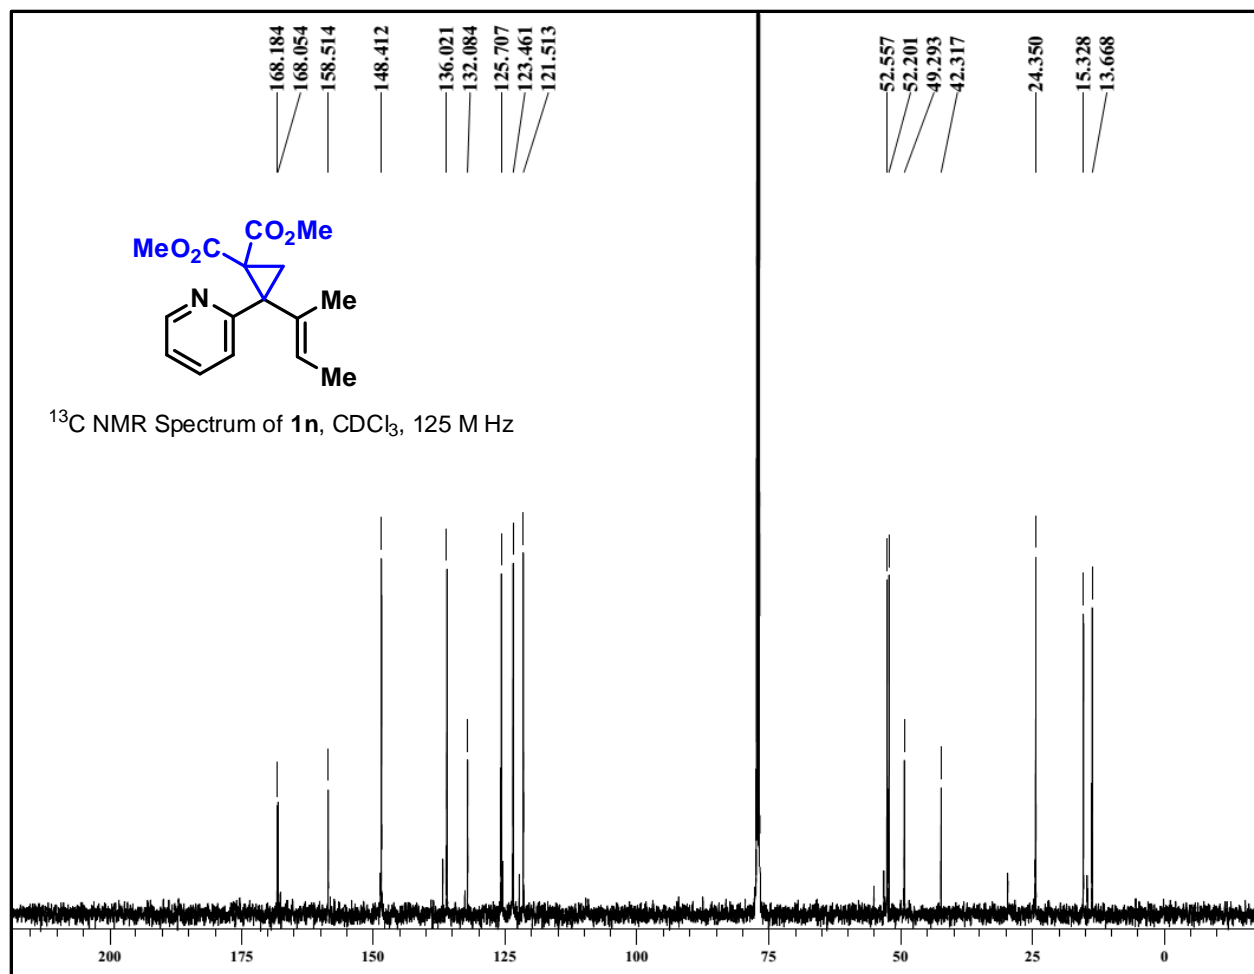 168.184
168.054
158.514
148.412
136.021
132.084
125.707
123.461
121.513
52.557
52.201
49.293
42.317
24.350
15.328
13.668
MeO₂C
CO₂Me
N
Me
Me
¹³C NMR Spectrum of 1n, CDCl₃, 125 M Hz
200 175 150 125 100 75 50 25 0